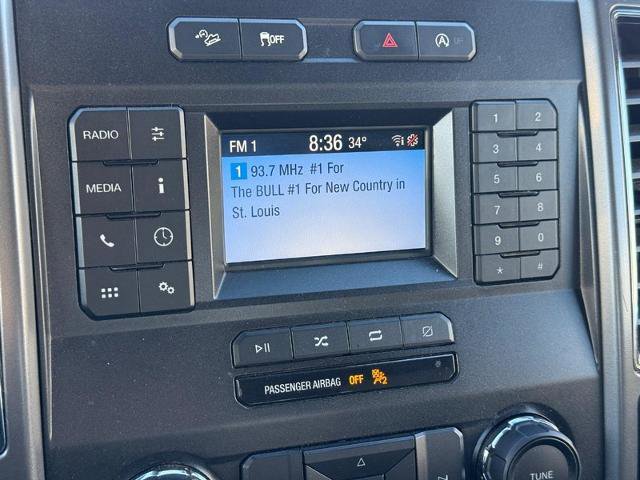 OFF
A OFF
RADIO
MEDIA
i
FM 1 8:36 34°
1 93.7 MHz #1 For
The BULL #1 For New Country in
St. Louis
1 2
3 4
5 6
7 8
9 0
* #
PASSENGER AIRBAG OFF 2
TUNE